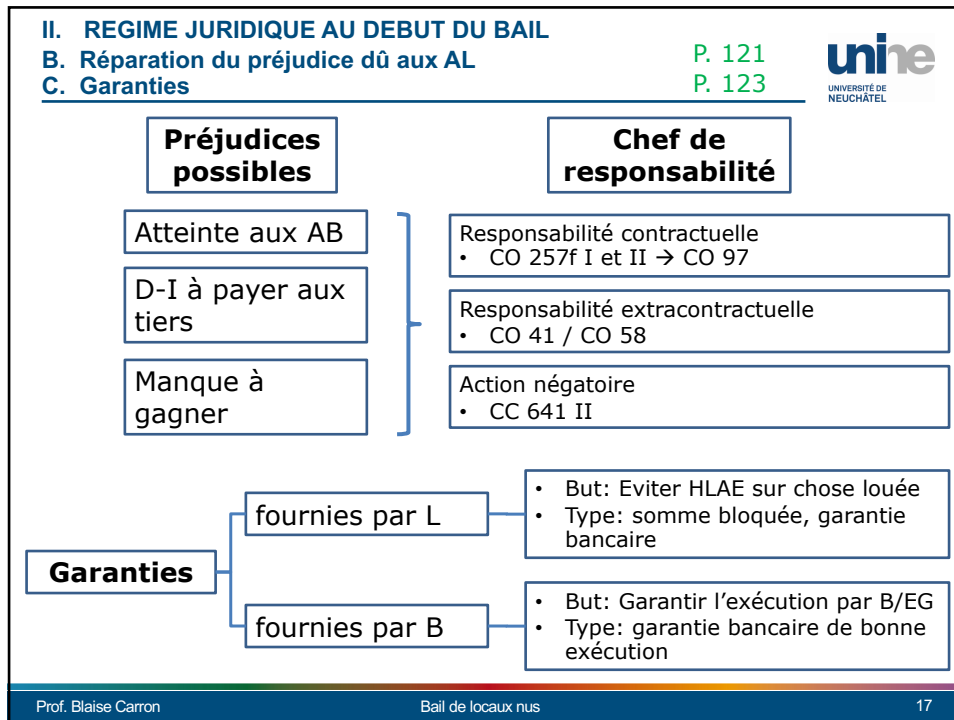 II. REGIME JURIDIQUE AU DEBUT DU BAIL
B. Réparation du préjudice dû aux AL
C. Garanties
P. 121
P. 123
unine
UNIVERSITÉ DE
NEUCHÂTEL
Préjudices
possibles
Chef de
responsabilité
Atteinte aux AB
D-I à payer aux
tiers
Manque à
gagner
Responsabilité contractuelle
• CO 257f I et II → CO 97
Responsabilité extracontractuelle
• CO 41 / CO 58
Action négatoire
• CC 641 II
Garanties
fournies par L
• But: Eviter HLAE sur chose louée
• Type: somme bloquée, garantie
bancaire
fournies par B
• But: Garantir l’exécution par B/EG
• Type: garantie bancaire de bonne
exécution
Prof. Blaise Carron
Bail de locaux nus
17